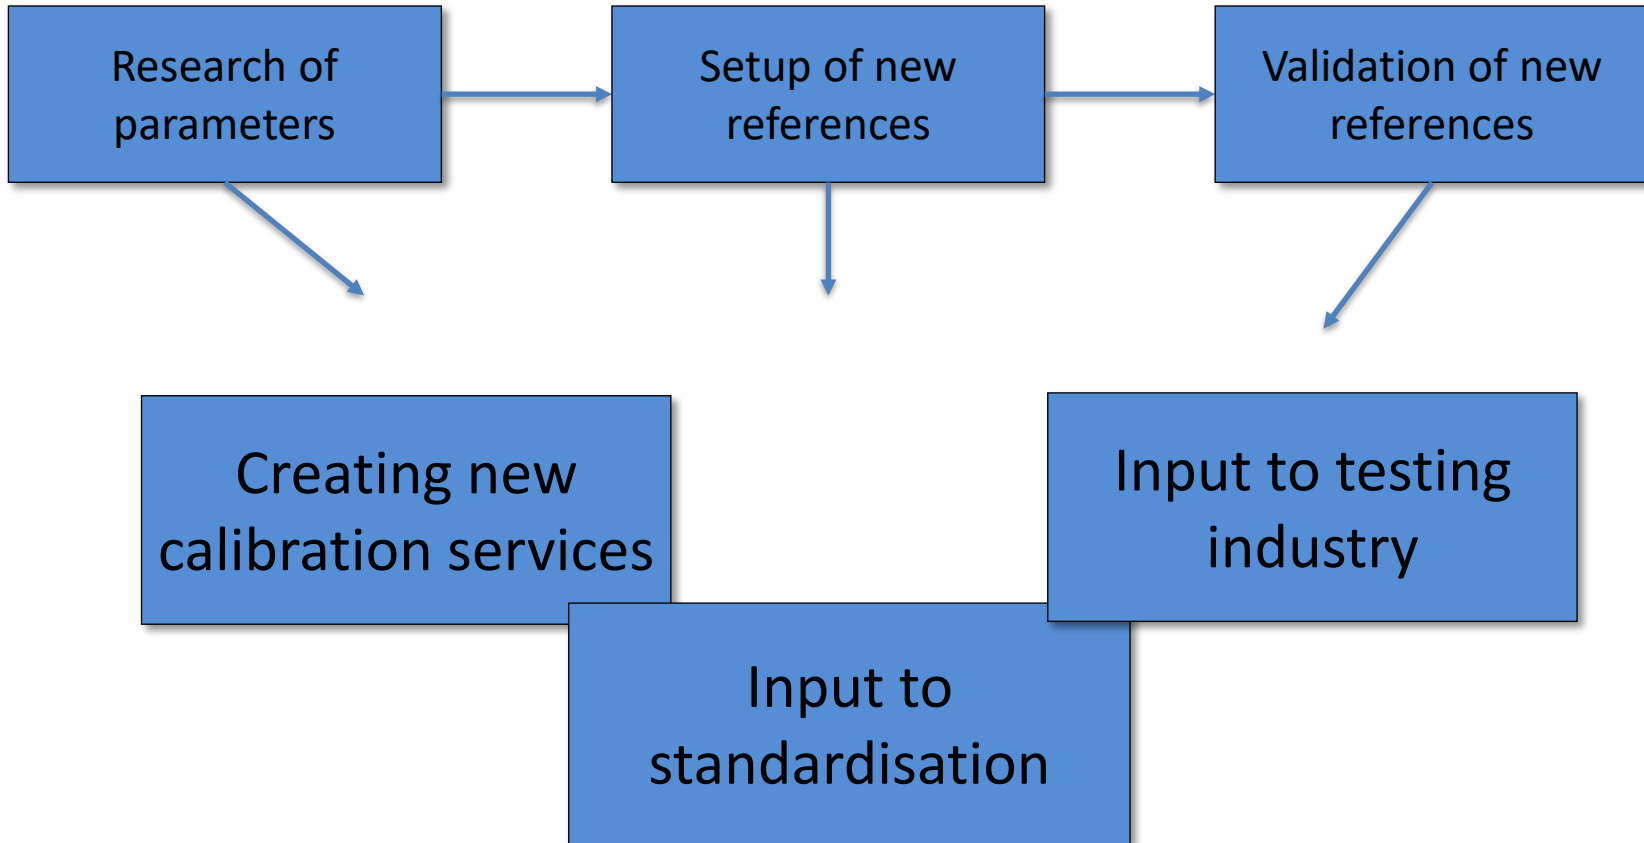 Research of
parameters
Setup of new
references
Validation of new
references
Creating new
calibration services
Input to testing
industry
Input to
standardisation